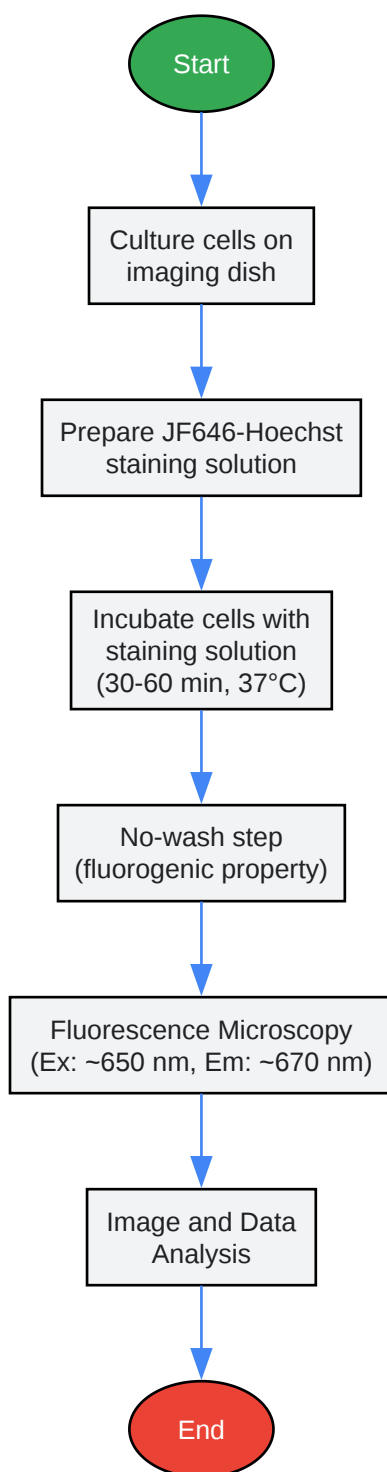 Start
Culture cells on
imaging dish
Prepare JF646-Hoechst
staining solution
Incubate cells with
staining solution
(30-60 min, 37°C)
No-wash step
(fluorogenic property)
Fluorescence Microscopy
(Ex: ~650 nm, Em: ~670 nm)
Image and Data
Analysis
End